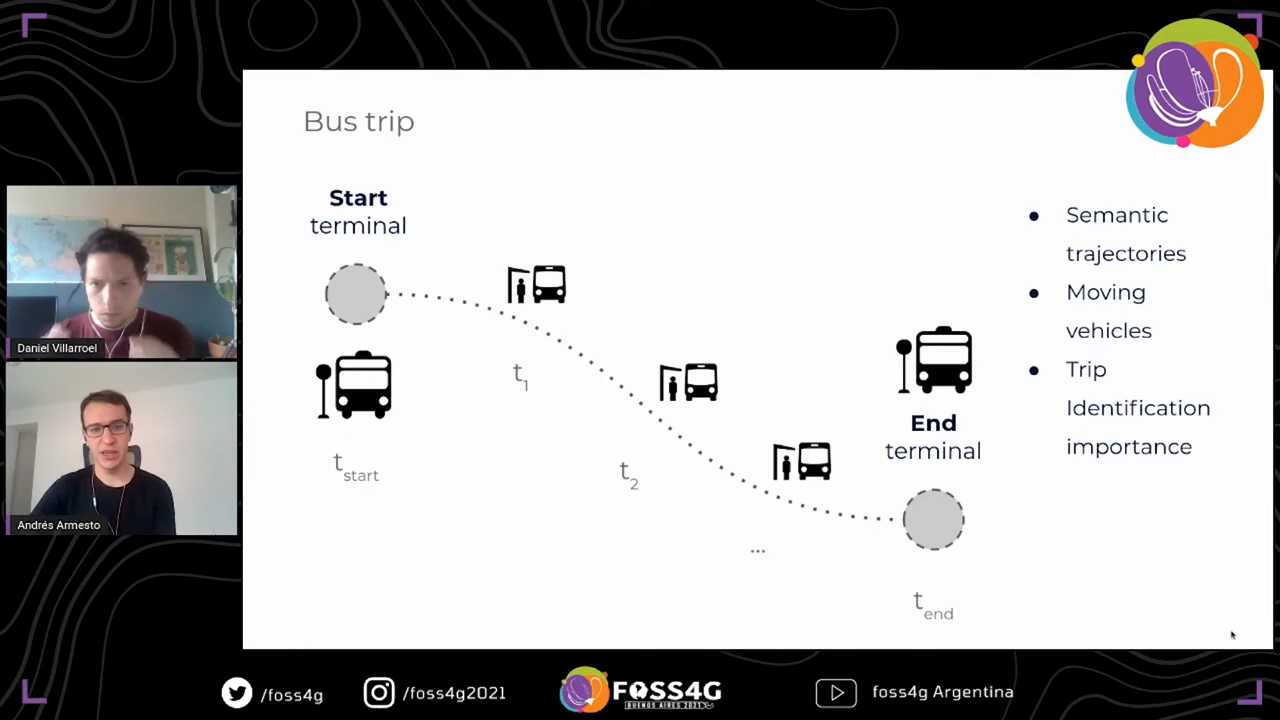 Bus trip
Start
terminal
t1
t2
...
tstart
End
terminal
tend
● Semantic
trajectories
● Moving
vehicles
● Trip
Identification
importance
Daniel Villarroel
Andrés Armesto
/foss4g
/foss4g2021
FOSS4G
BUENOS AIRES 2021
foss4g Argentina